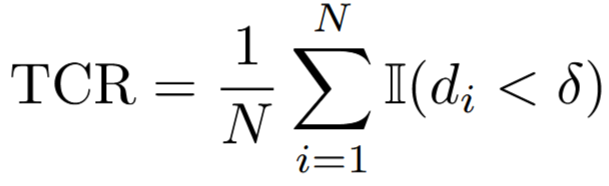 TCR = \frac{1}{N} \sum_{i=1}^{N} \mathbb{I}(d_i < \delta)